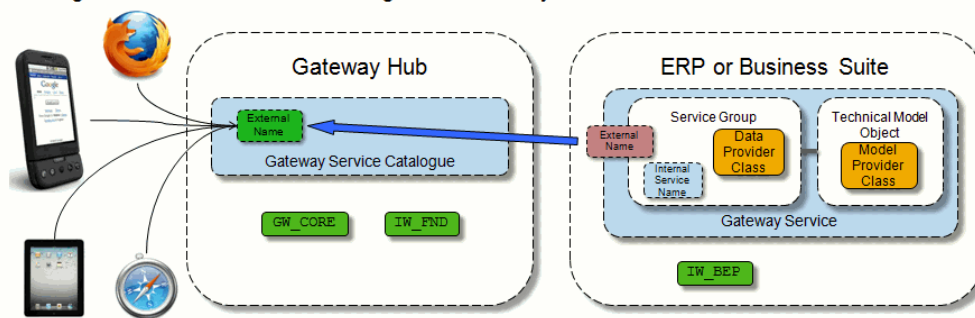 Gateway Hub
External
Name
Gateway Service Catalogue
GW_CORE
IW_FND
ERP or Business Suite
External
Name
Service Group
Data
Provider
Class
Internal
Service
Name
Technical Model
Object
Model
Provider
Class
Gateway Service
IW_BEP
Google